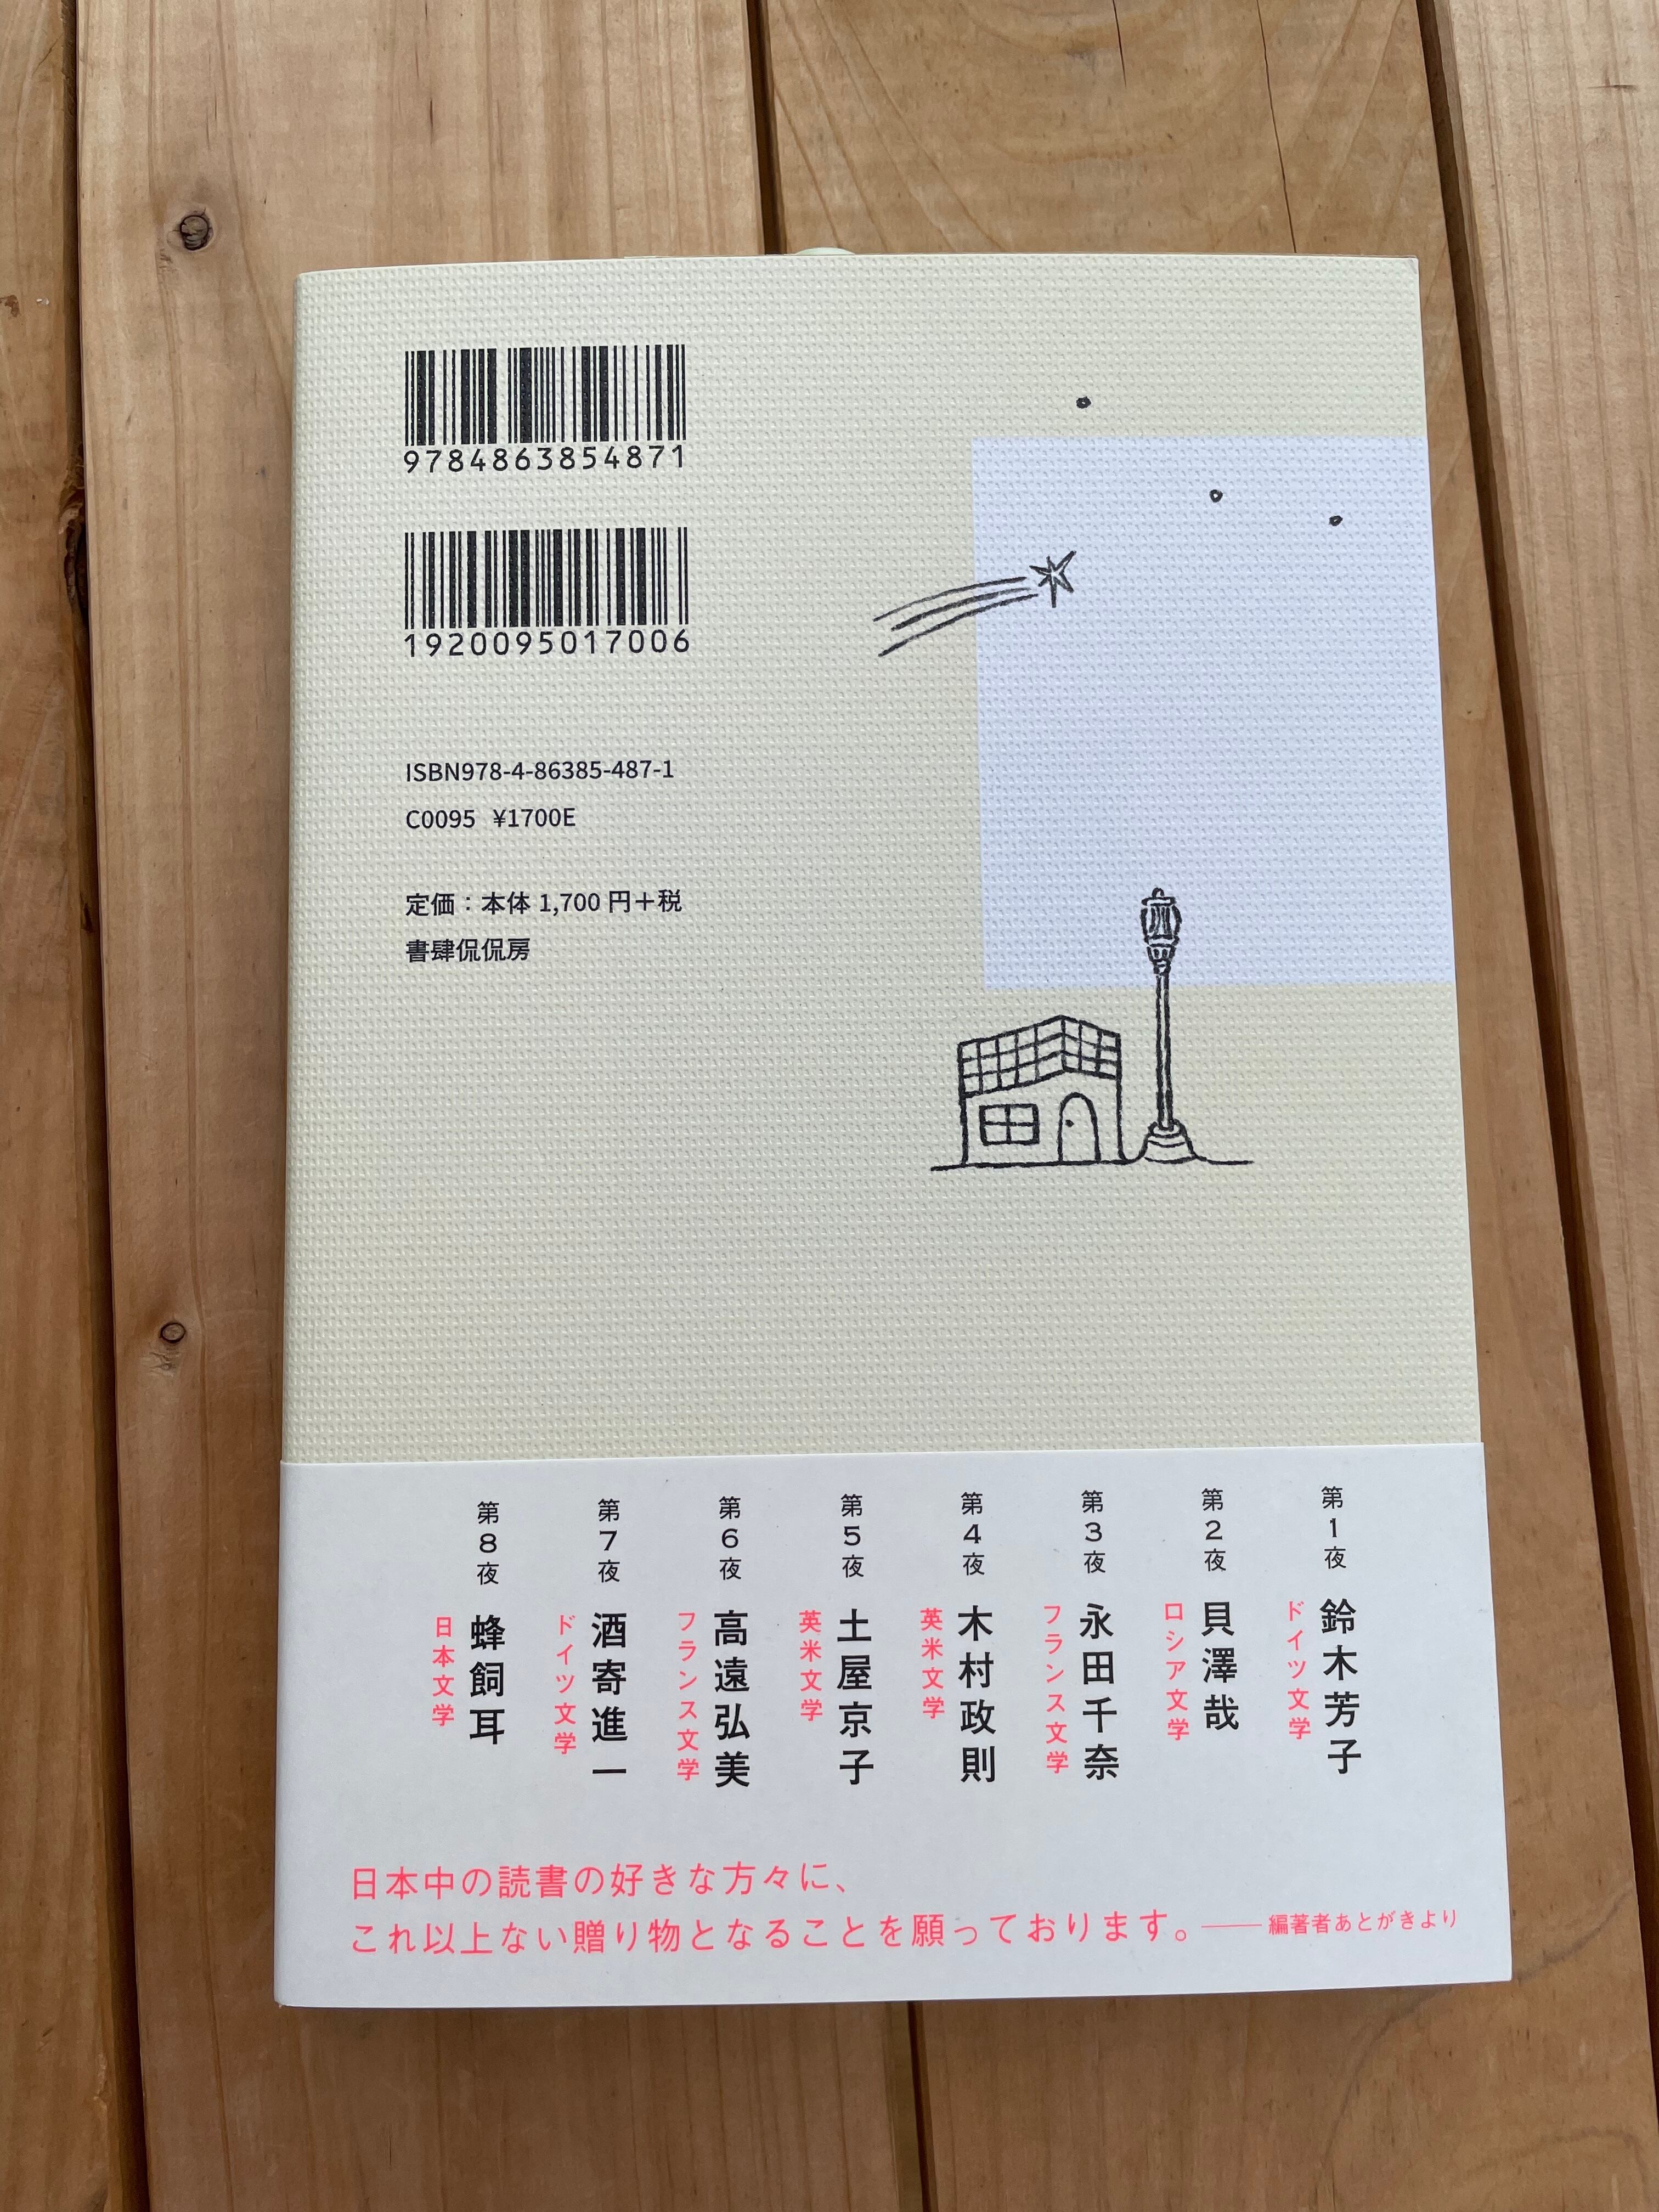 9784863854871
1920095017006
ISBN978-4-86385-487-1
C0095 ¥1700E
定価：本体 1,700 円＋税
書肆侃侃房
第1夜 鈴木芳子
ドイツ文学
第2夜 貝澤哉
ロシア文学
第3夜 永田千奈
フランス文学
第4夜 木村政則
英米文学
第5夜 土屋京子
英米文学
第6夜 高遠弘美
フランス文学
第7夜 酒寄進一
ドイツ文学
第8夜 蜂飼耳
日本文学
日本中の読書の好きな方々に、
これ以上ない贈り物となることを願っております。——編著者あとがきより